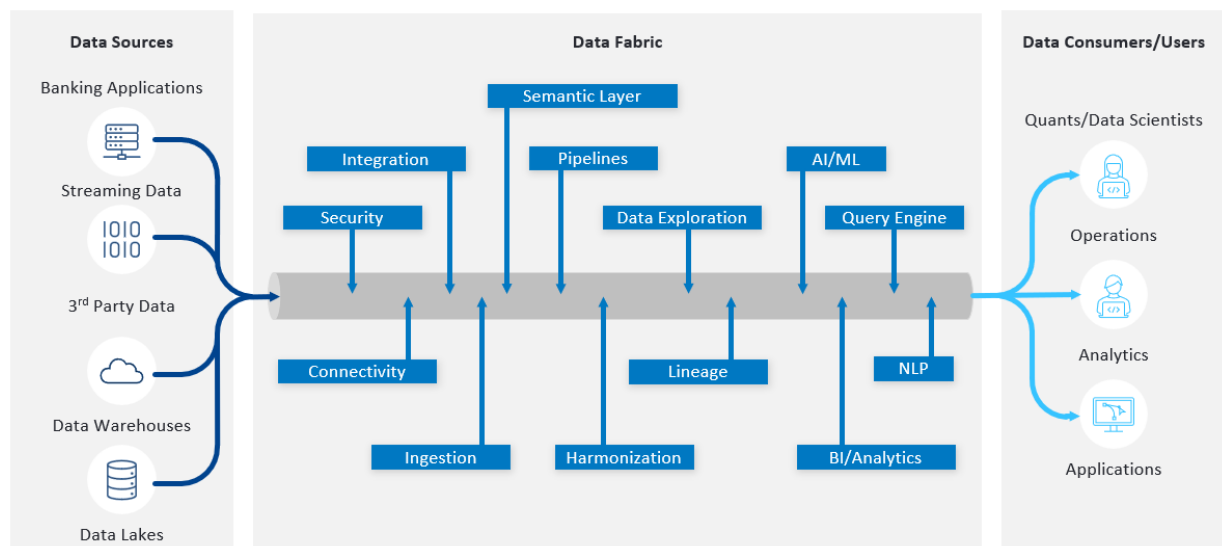 Data Sources
Banking Applications
Streaming Data
1010
1010
3rd Party Data
Data Warehouses
Data Lakes
Data Fabric
Semantic Layer
Integration
Pipelines
AI/ML
Security
Data Exploration
Query Engine
Connectivity
Lineage
NLP
Ingestion
Harmonization
BI/Analytics
Data Consumers/Users
Quants/Data Scientists
Operations
Analytics
Applications